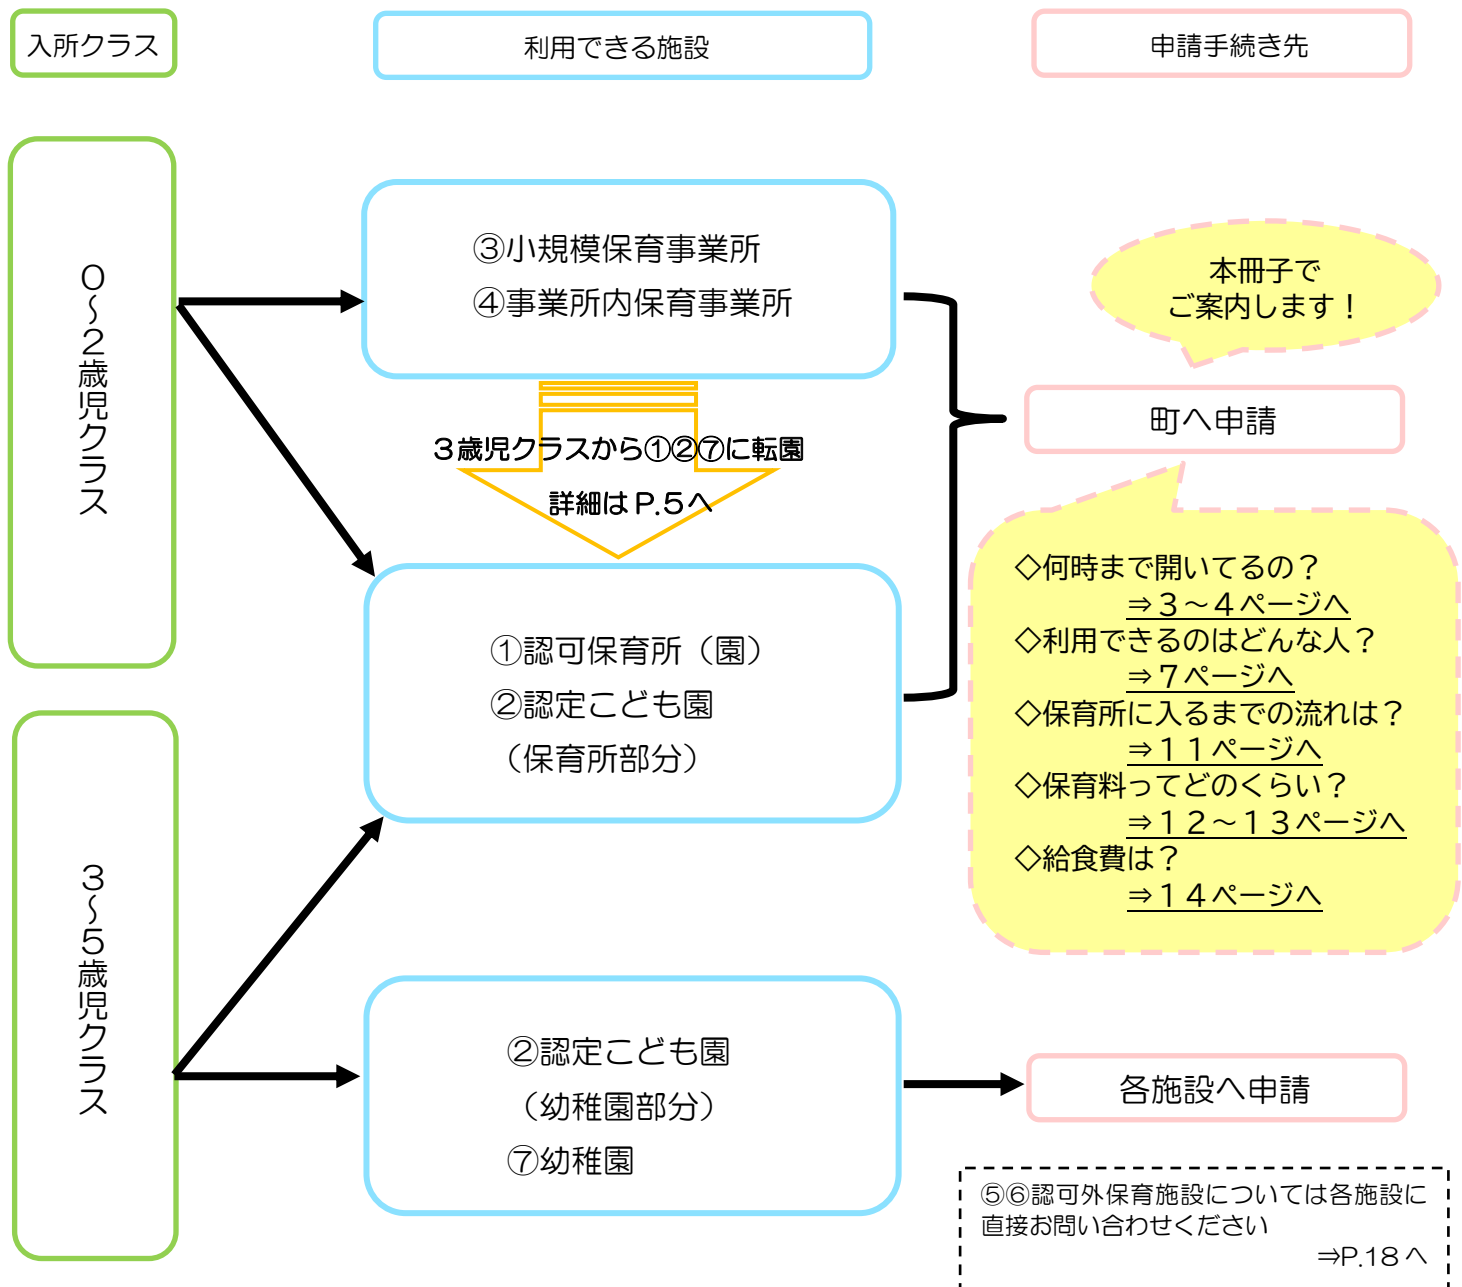 入所クラス
利用できる施設
申請手続き先
０～２歳児クラス
③小規模保育事業所
④事業所内保育事業所
本冊子で
ご案内します！
３歳児クラスから①②⑦に転園
詳細は P.５へ
町へ申請
①認可保育所（園）
②認定こども園
（保育所部分）
◇何時まで開いてるの？
⇒３～４ページへ
◇利用できるのはどんな人？
⇒７ページへ
◇保育所に入るまでの流れは？
⇒１１ページへ
◇保育料ってどのくらい？
⇒１２～１３ページへ
◇給食費は？
⇒１４ページへ
３～５歳児クラス
②認定こども園
（幼稚園部分）
⑦幼稚園
各施設へ申請
⑤⑥認可外保育施設については各施設に
直接お問い合わせください
⇒P.18 へ